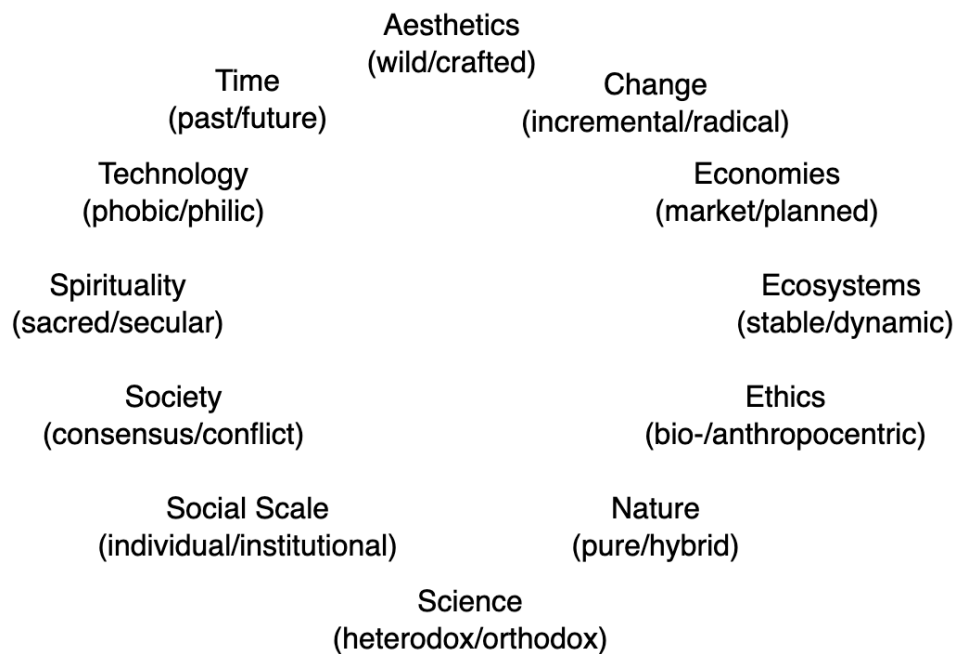 Aesthetics
(wild/crafted)
Time
(past/future)
Change
(incremental/radical)
Technology
(phobic/philic)
Economies
(market/planned)
Spirituality
(sacred/secular)
Ecosystems
(stable/dynamic)
Society
(consensus/conflict)
Ethics
(bio-/anthropocentric)
Social Scale
(individual/institutional)
Nature
(pure/hybrid)
Science
(heterodox/orthodox)